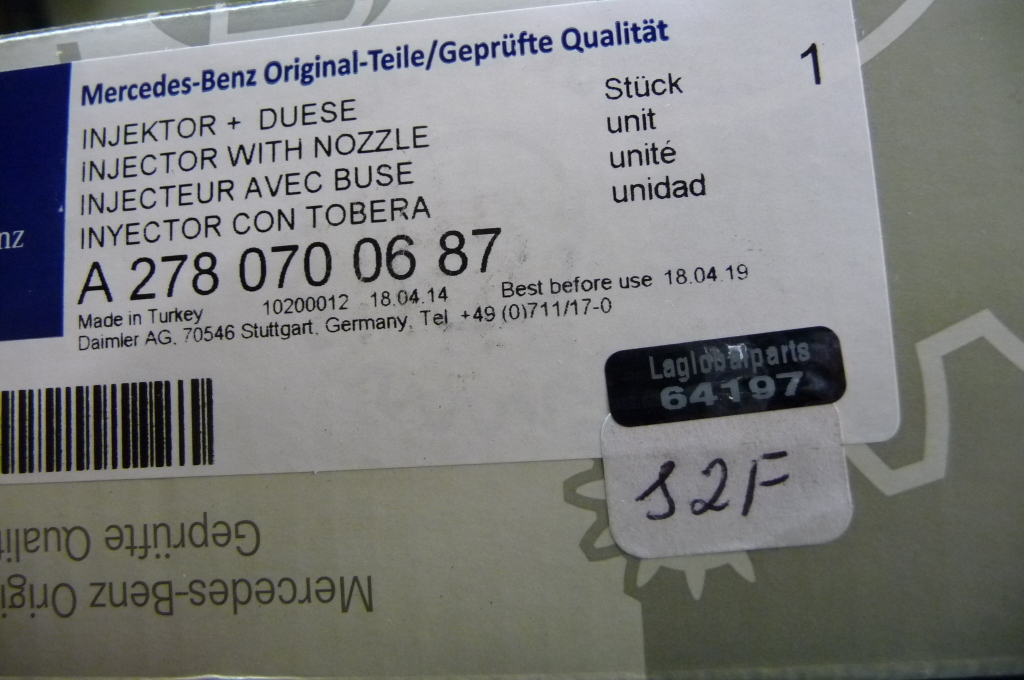 Mercedes-Benz Original-Teile/Geprüfte Qualität
INJEKTOR + DUESE
INJECTOR WITH NOZZLE
INJECTEUR AVEC BUSE
INYECTOR CON TOBERA
Stück 1
unit
unité
unidad
A 278 070 06 87
Made in Turkey 10200012 18.04.14 Best before use 18.04.19
Daimler AG, 70546 Stuttgart, Germany, Tel +49 (0)711/17-0
nz
Laglobalparts
64197
S2F
Geprüfte Qualit
Mercedes-Benz Origi